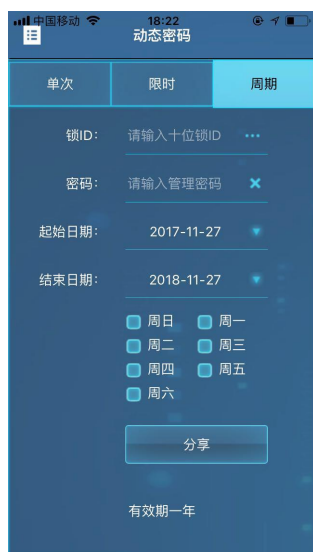 中国移动 18:22
动态密码
单次 限时 周期
锁ID: 请输入十位锁ID
密码: 请输入管理密码
起始日期: 2017-11-27
结束日期: 2018-11-27
周日 周一
周二 周三
周四 周五
周六
分享
有效期一年